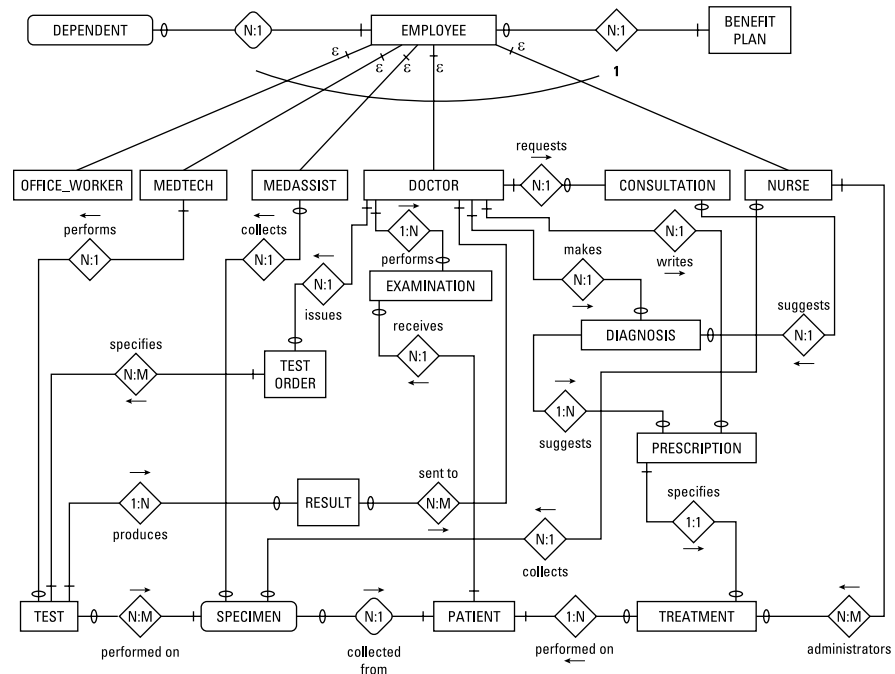 DEPENDENT
N:1
EMPLOYEE
N:1
BENEFIT
PLAN
ε
ε
ε
ε
ε
1
OFFICE_WORKER
MEDTECH
MEDASSIST
DOCTOR
requests
N:1
CONSULTATION
NURSE
performs
N:1
collects
N:1
1:N
performs
N:1
writes
makes
N:1
N:1
issues
EXAMINATION
DIAGNOSIS
suggests
N:1
receives
N:1
specifies
N:M
TEST
ORDER
1:N
suggests
PRESCRIPTION
1:N
produces
RESULT
sent to
N:M
specifies
1:1
N:1
collects
TEST
N:M
performed on
SPECIMEN
N:1
collected
from
PATIENT
1:N
performed on
TREATMENT
N:M
administrators